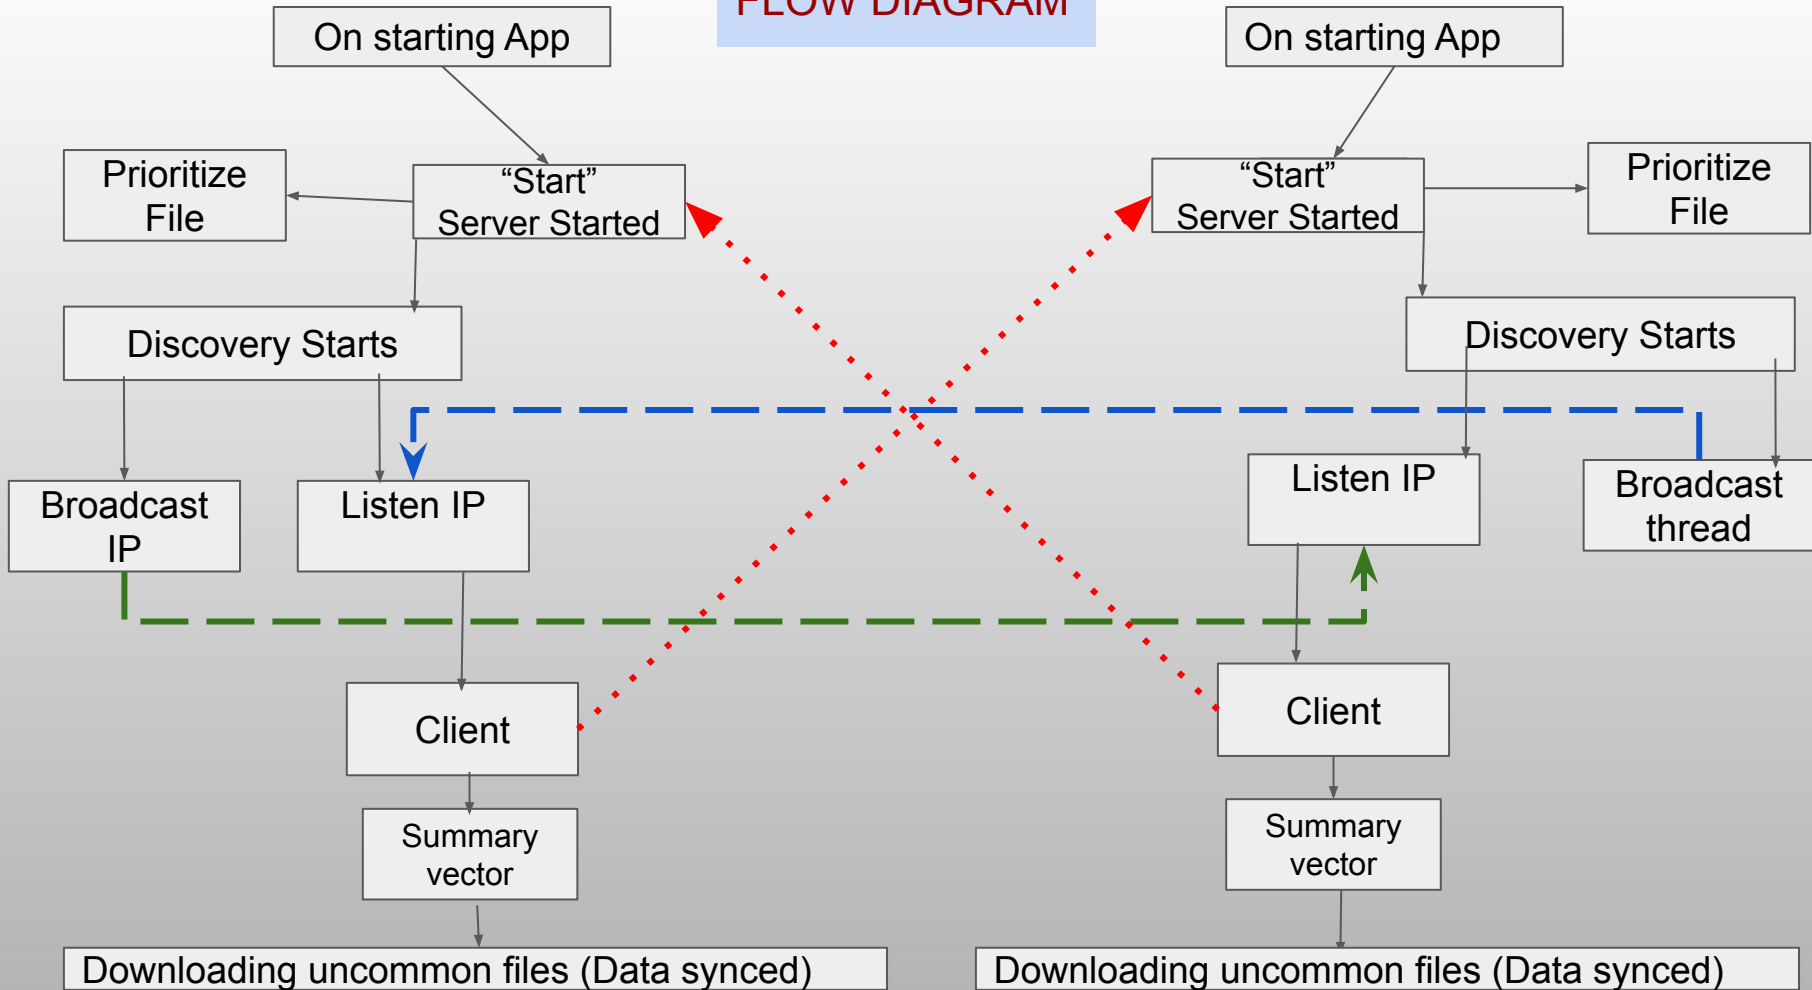 FLOW DIAGRAM
On starting App
On starting App
Prioritize
File
“Start”
Server Started
“Start”
Server Started
Prioritize
File
Discovery Starts
Discovery Starts
Broadcast
IP
Listen IP
Listen IP
Broadcast
thread
Client
Client
Summary
vector
Summary
vector
Downloading uncommon files (Data synced)
Downloading uncommon files (Data synced)